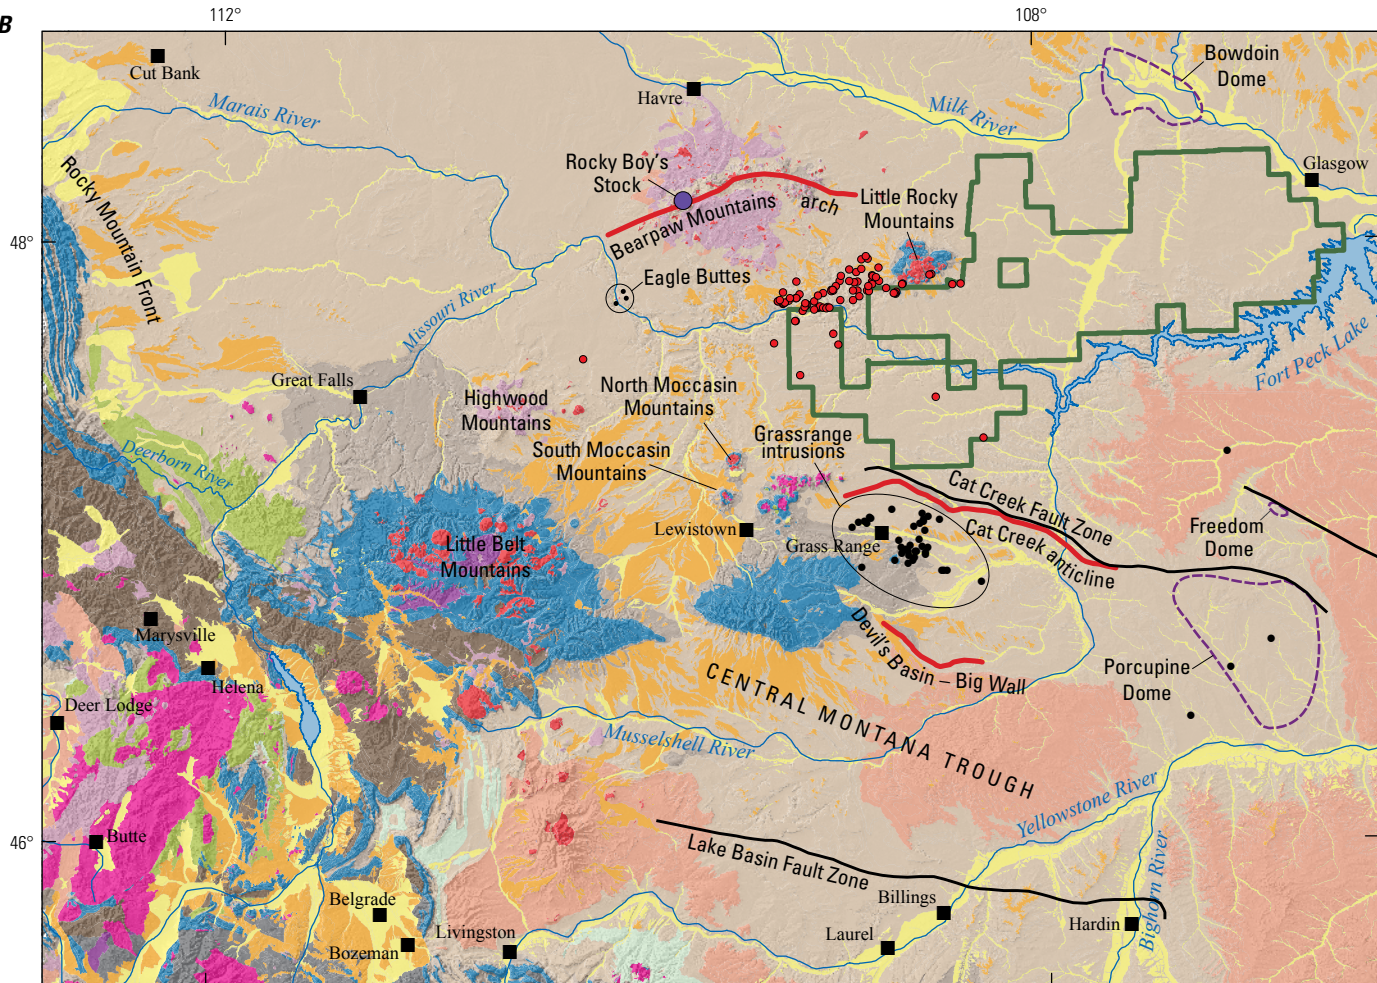 B
112°
108°
Cut Bank
Bowdoin
Dome
Havre
Marais River
Milk River
Rocky Boy's
Stock
Glasgow
Rocky Mountain Front
Little Rocky
Mountains
Bearpaw Mountains arch
48°
Eagle Buttes
Missouri River
Fort Peck Lake
Great Falls
North Moccasin
Mountains
Highwood
Mountains
Grassrange
intrusions
South Moccasin
Mountains
Deerborn River
Cat Creek Fault Zone
Lewistown
Grass Range
Cat Creek anticline
Freedom
Dome
Little Belt
Mountains
Devil's Basin – Big Wall
Marysville
Porcupine
Dome
Helena
CENTRAL MONTANA TROUGH
Deer Lodge
Musselshell River
Yellowstone River
46°
Butte
Lake Basin Fault Zone
Bighorn River
Belgrade
Billings
Hardin
Livingston
Laurel
Bozeman